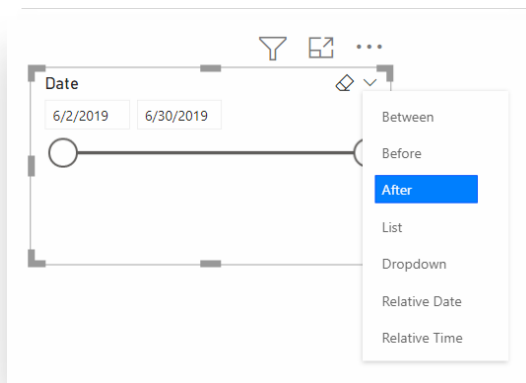 Date
6/2/2019 6/30/2019
Between
Before
After
List
Dropdown
Relative Date
Relative Time